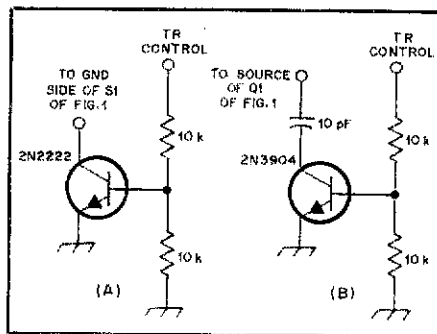 TR
CONTROL
TO GND
SIDE OF S1
OF FIG.1
10 k
2N2222
10 k
(A)
TR
CONTROL
TO SOURCE
OF Q1
OF FIG.1
10 pF
10 k
2N3904
10 k
(B)